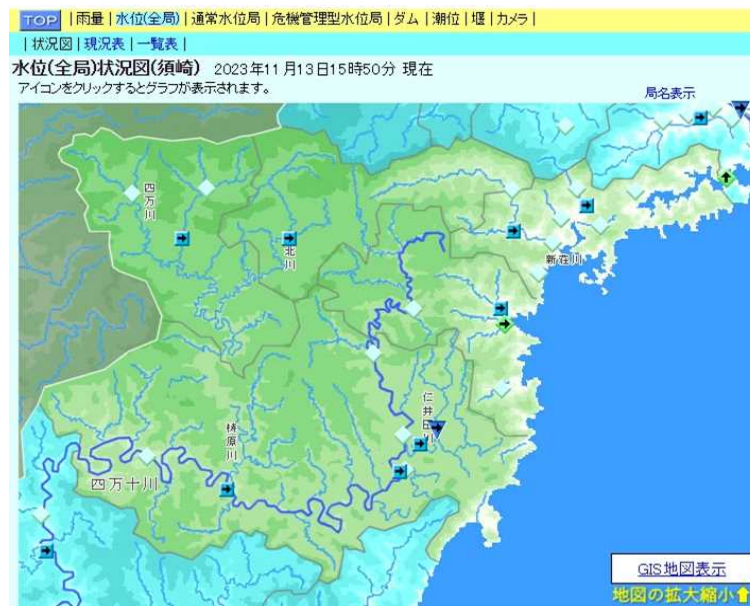 TOP | 雨量 | 水位(全局) | 通常水位局 | 危機管理型水位局 | ダム | 潮位 | 堰 | カメラ |
| 状況図 | 現況表 | 一覧表 |
水位(全局)状況図(須崎) 2023年11月13日15時50分 現在
アイコンをクリックするとグラフが表示されます。
局名表示
四万川
北川
新荘川
仁井田川
梼原川
四万十川
GIS地図表示
地図の拡大縮小